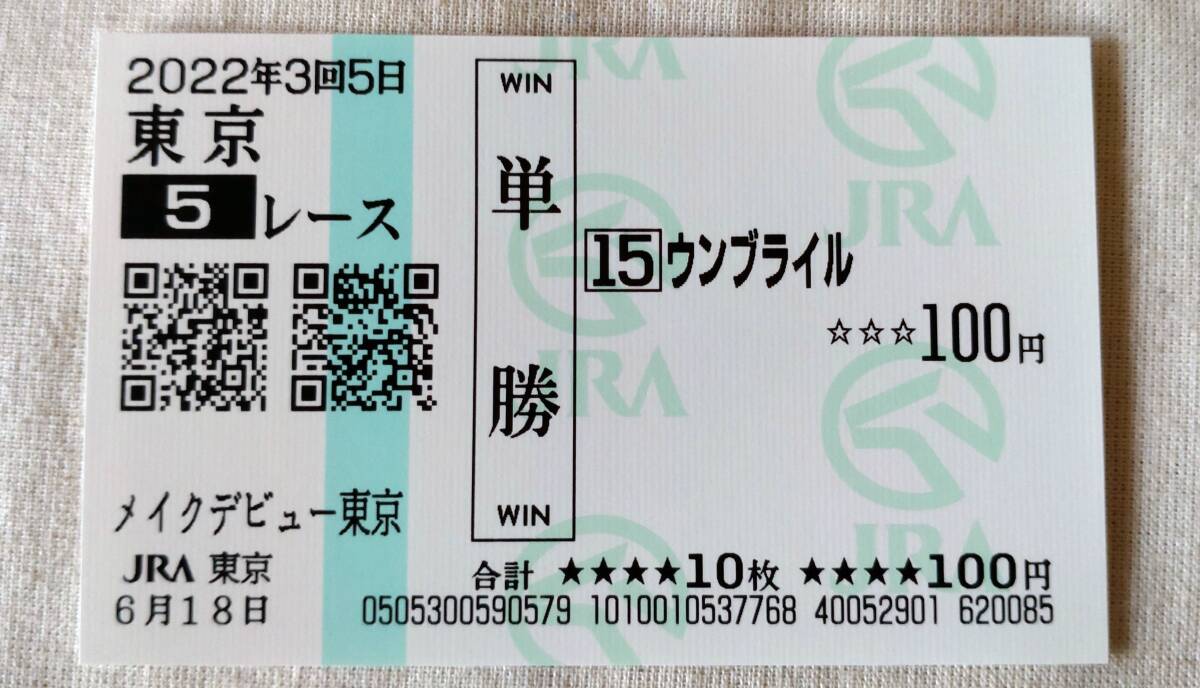 2022年3回5日
東京
5レース
メイクデビュー東京
JRA 東京
6月18日
WIN
単勝
WIN
15ウンブライル
☆☆☆100円
合計 ★★★★10枚 ★★★★100円
0505300590579 1010010537768 40052901 620085
JRA
JRA
JRA
JRA